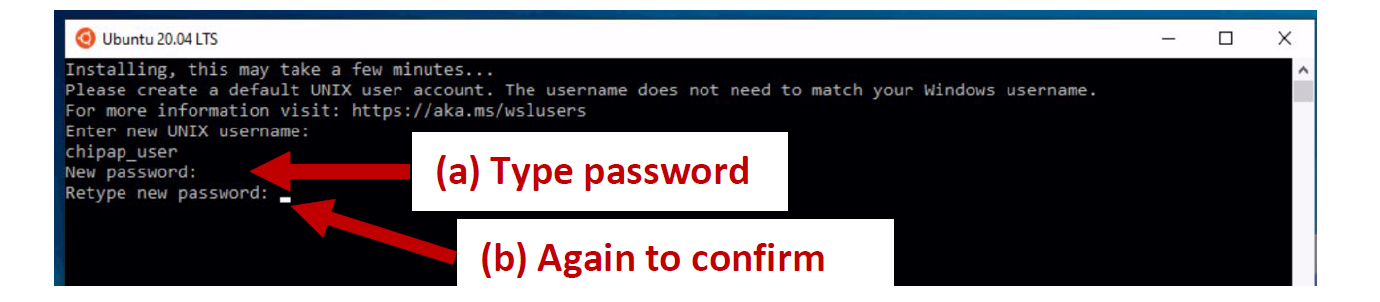 Ubuntu 20.04 LTS
Installing, this may take a few minutes...
Please create a default UNIX user account. The username does not need to match your Windows username.
For more information visit: https://aka.ms/wslusers
Enter new UNIX username:
chipap_user
New password:
(a) Type password
Retype new password:
(b) Again to confirm